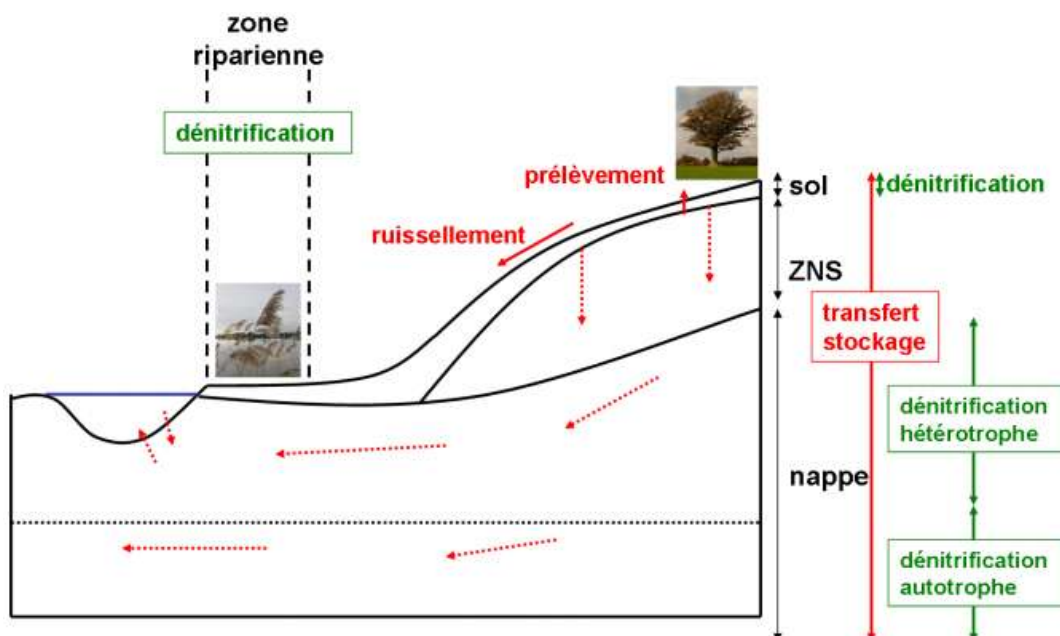 zone
riparienne
dénitrification
prélèvement
sol
dénitrification
ruissellement
ZNS
transfert
stockage
dénitrification
hétérotrophe
nappe
dénitrification
autotrophe